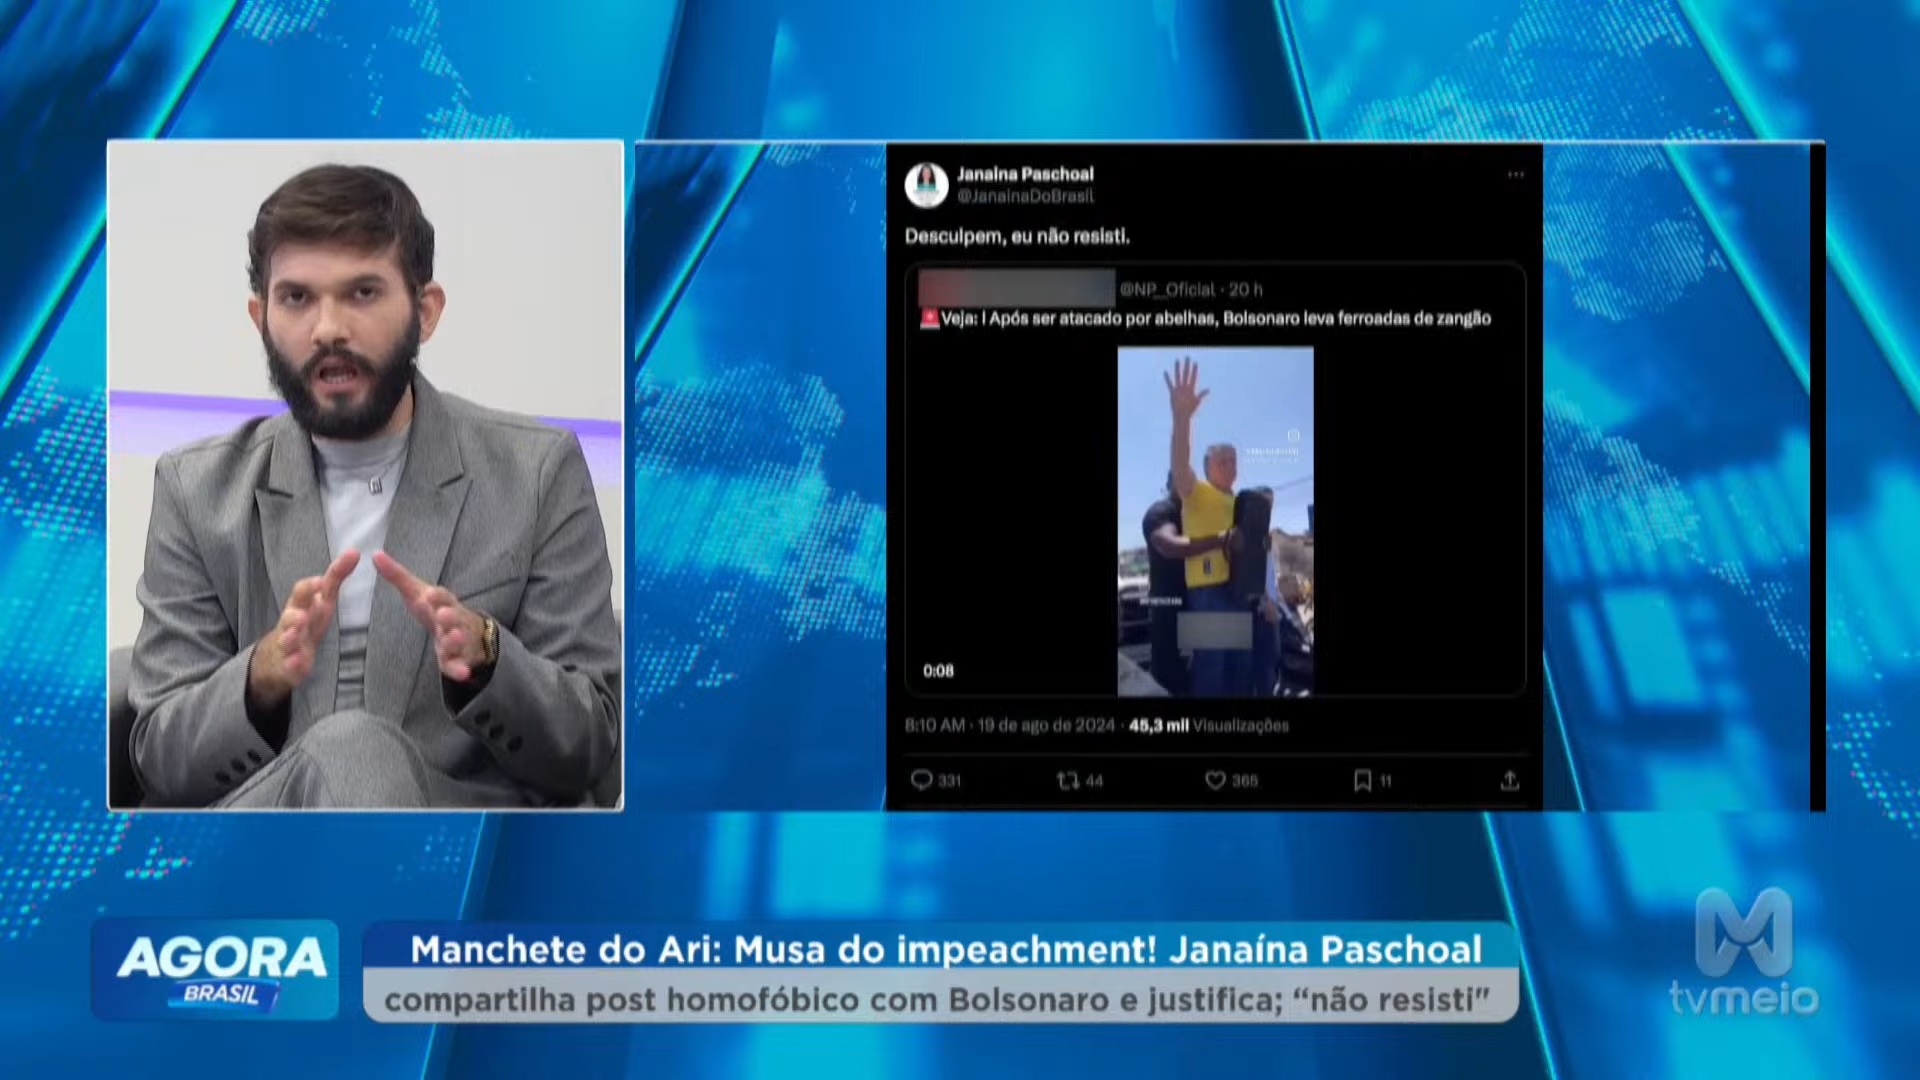 Janaina Paschoal
@JanainaDoBrasil
Desculpem, eu não resisti.
@NP_Oficial · 20 h
Veja: | Após ser atacado por abelhas, Bolsonaro leva ferroadas de zangão
0:08
8:10 AM · 19 de ago de 2024 · 45,3 mil Visualizações
331 44 365 11
AGORA
BRASIL
Manchete do Ari: Musa do impeachment! Janaína Paschoal
compartilha post homofóbico com Bolsonaro e justifica; “não resisti"
tvmeio